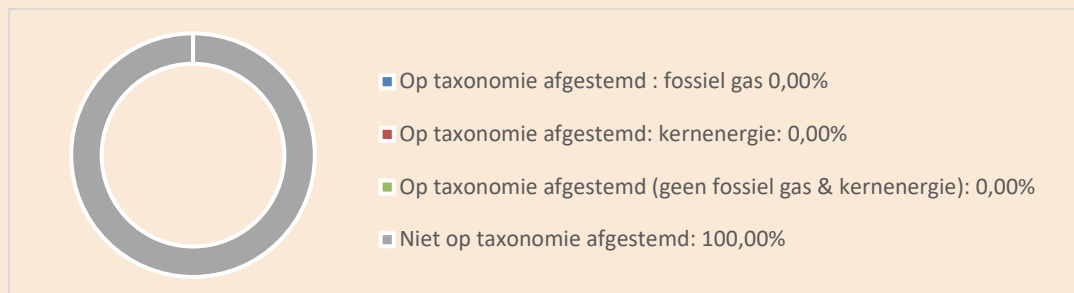 Op taxonomie afgestemd : fossiel gas 0,00%
Op taxonomie afgestemd: kernenergie: 0,00%
Op taxonomie afgestemd (geen fossiel gas & kernenergie): 0,00%
Niet op taxonomie afgestemd: 100,00%